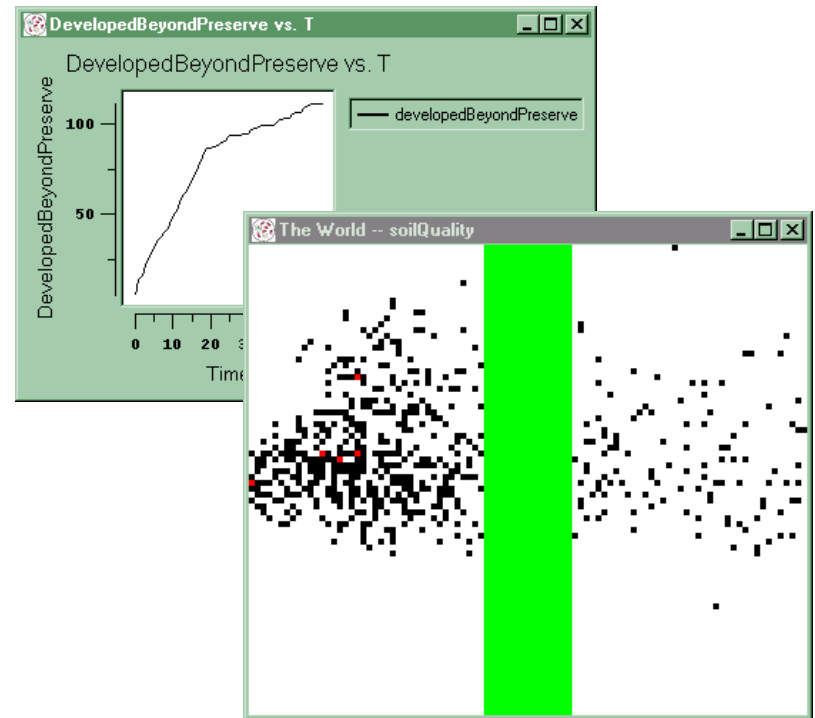 DevelopedBeyondPreserve vs. T
DevelopedBeyondPreserve vs. T
DevelopedBeyondPreserve
100
50
developedBeyondPreserve
0 10 20
Time
The World -- soilQuality